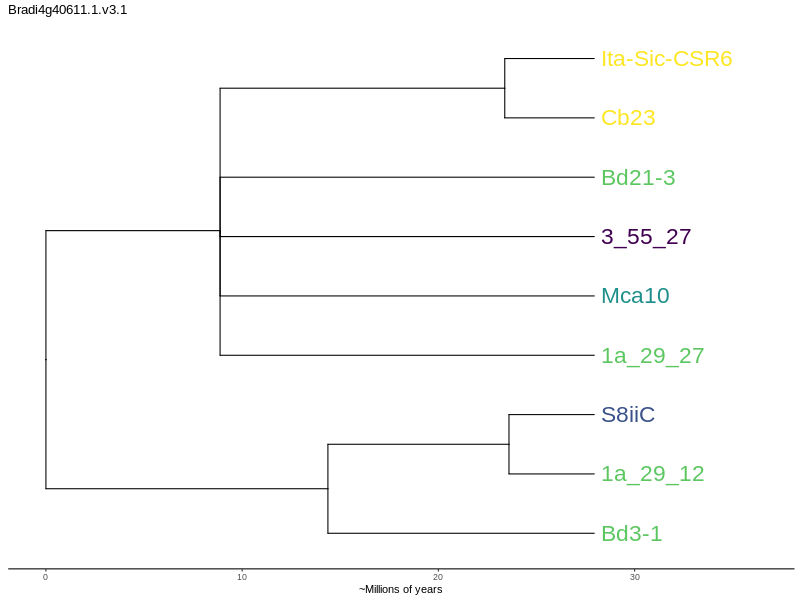 Bradi4g40611.1.v3.1
Ita-Sic-CSR6
Cb23
Bd21-3
3_55_27
Mca10
1a_29_27
S8iiC
1a_29_12
Bd3-1
0 10 20 30
~Millions of years